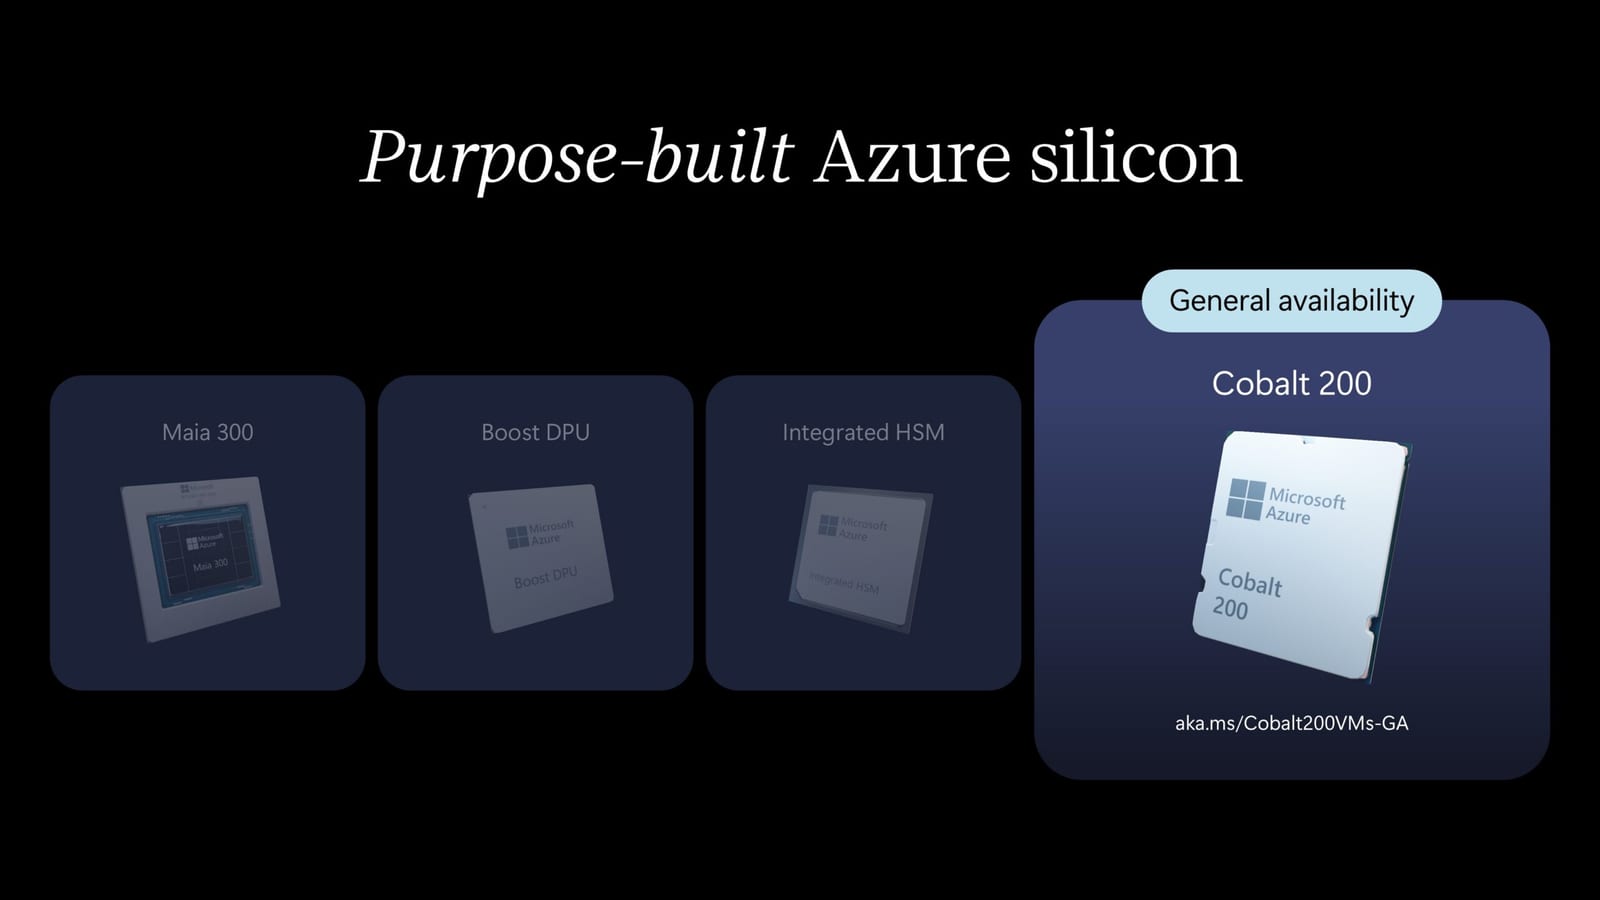 Purpose-built Azure silicon
Maia 300
Microsoft
Microsoft
Azure
Maia 300
Boost DPU
Microsoft
Azure
Boost DPU
Integrated HSM
Microsoft
Azure
Integrated HSM
General availability
Cobalt 200
Microsoft
Azure
Cobalt
200
aka.ms/Cobalt200VMs-GA